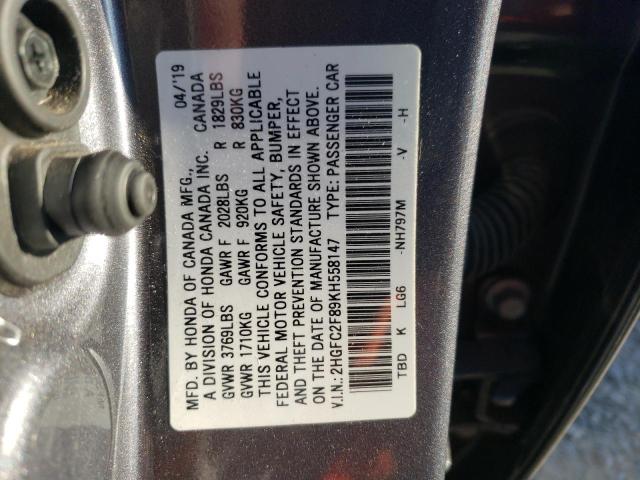 MFD. BY HONDA OF CANADA MFG., 04/'19
A DIVISION OF HONDA CANADA INC. CANADA
GVWR 3769LBS GAWR F 2028LBS R 1829LBS
GVWR 1710KG GAWR F 920KG R 830KG
THIS VEHICLE CONFORMS TO ALL APPLICABLE
FEDERAL MOTOR VEHICLE SAFETY, BUMPER,
AND THEFT PREVENTION STANDARDS IN EFFECT
ON THE DATE OF MANUFACTURE SHOWN ABOVE.
V.I.N.: 2HGFC2F89KH558147 TYPE: PASSENGER CAR
TBD K LG6 -NH797M -V -H